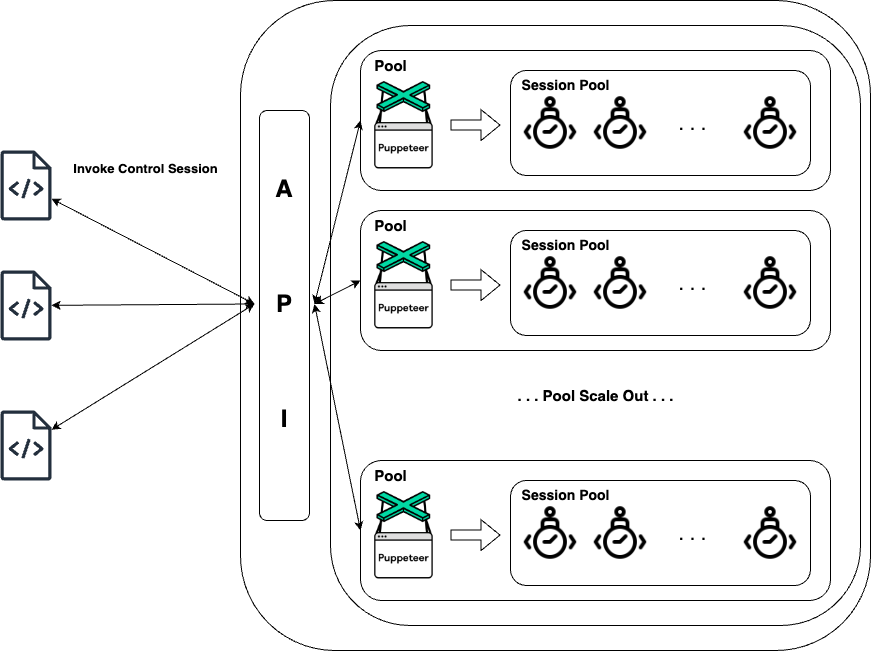 Pool
Puppeteer
Session Pool
. . .
Invoke Control Session
</>
A
Pool
Puppeteer
Session Pool
. . .
</>
P
. . . Pool Scale Out . . .
</>
I
Pool
Puppeteer
Session Pool
. . .